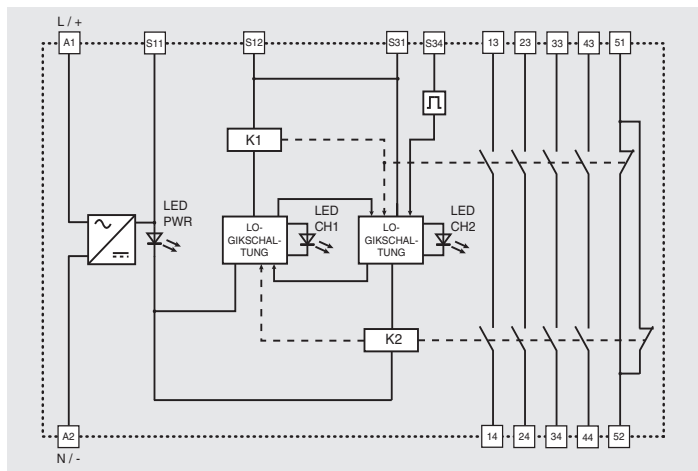 L / +
A1
S11
S12
S31
S34
13
23
33
43
51
K1
LED
PWR
LO-
GIKSCHAL-
TUNG
LED
CH1
LO-
GIKSCHAL-
TUNG
LED
CH2
K2
A2
14
24
34
44
52
N / -